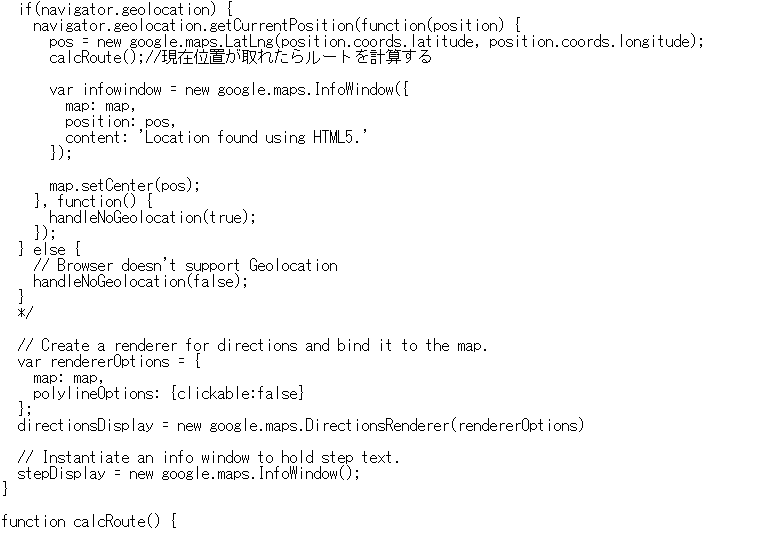 if(navigator.geolocation) {
navigator.geolocation.getCurrentPosition(function(position) {
pos = new google.maps.LatLng(position.coords.latitude, position.coords.longitude);
calcRoute();//現在位置が取れたらルートを計算する
var infowindow = new google.maps.InfoWindow({
map: map,
position: pos,
content: 'Location found using HTML5.'
});
map.setCenter(pos);
}, function() {
handleNoGeolocation(true);
});
} else {
// Browser doesn't support Geolocation
handleNoGeolocation(false);
}
*/
// Create a renderer for directions and bind it to the map.
var rendererOptions = {
map: map,
polylineOptions: {clickable:false}
};
directionsDisplay = new google.maps.DirectionsRenderer(rendererOptions)
// Instantiate an info window to hold step text.
stepDisplay = new google.maps.InfoWindow();
}
function calcRoute() {